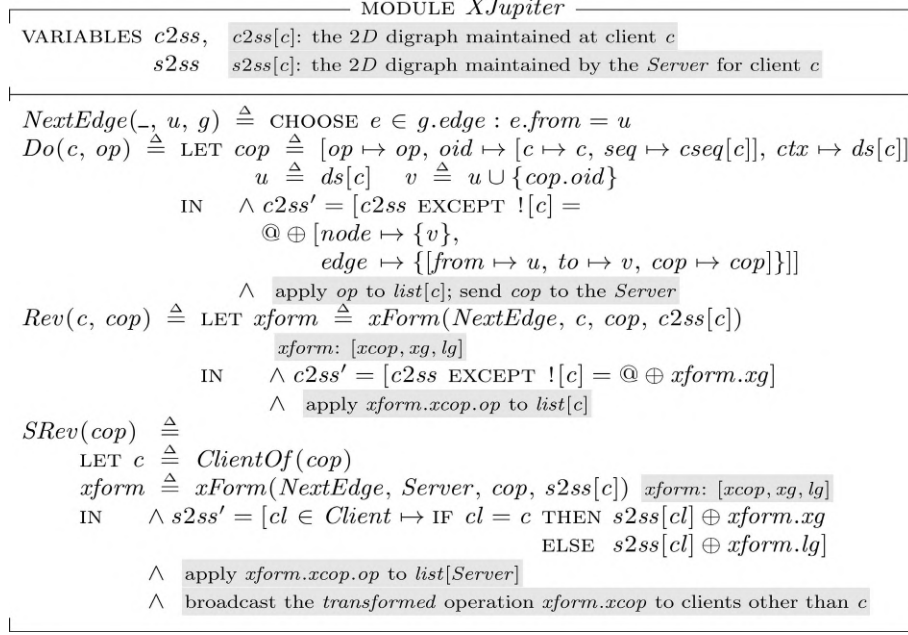 MODULE XJupiter
VARIABLES c2ss, c2ss[c]: the 2D digraph maintained at client c
s2ss s2ss[c]: the 2D digraph maintained by the Server for client c
NextEdge(_, u, g) ≜ CHOOSE e ∈ g.edge : e.from = u
Do(c, op) ≜ LET cop ≜ [op ↦ op, oid ↦ [c ↦ c, seq ↦ cseq[c]], ctx ↦ ds[c]]
u ≜ ds[c] v ≜ u ∪ {cop.oid}
IN ∧ c2ss′ = [c2ss EXCEPT ![c] =
@ ⊕ [node ↦ {v},
edge ↦ {[from ↦ u, to ↦ v, cop ↦ cop]}]]
∧ apply op to list[c]; send cop to the Server
Rev(c, cop) ≜ LET xform ≜ xForm(NextEdge, c, cop, c2ss[c])
xform: [xcop, xg, lg]
IN ∧ c2ss′ = [c2ss EXCEPT ![c] = @ ⊕ xform.xg]
∧ apply xform.xcop.op to list[c]
SRev(cop) ≜
LET c ≜ ClientOf(cop)
xform ≜ xForm(NextEdge, Server, cop, s2ss[c]) xform: [xcop, xg, lg]
IN ∧ s2ss′ = [cl ∈ Client ↦ IF cl = c THEN s2ss[cl] ⊕ xform.xg
ELSE s2ss[cl] ⊕ xform.lg]
∧ apply xform.xcop.op to list[Server]
∧ broadcast the transformed operation xform.xcop to clients other than c